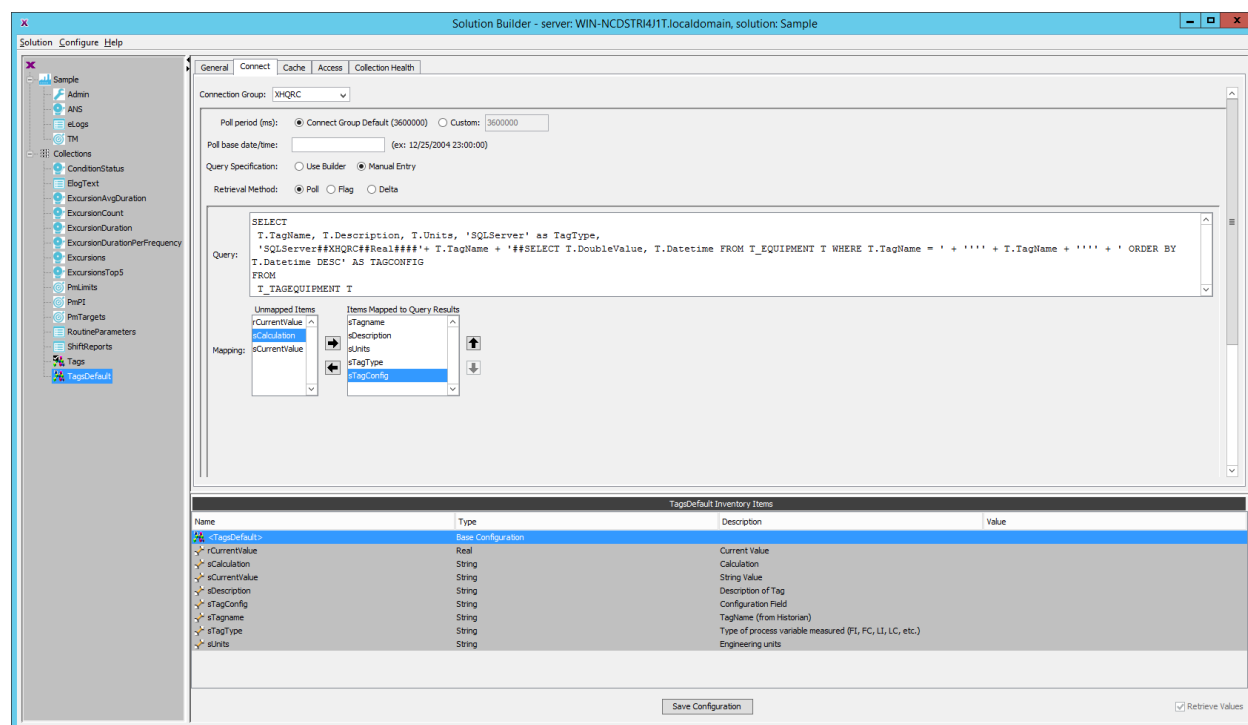 Solution Builder - server: WIN-NCDSTRI4J1T.localdomain, solution: Sample
Solution Configure Help
Sample
Admin
ANS
eLogs
TM
Collections
ConditionStatus
ElogText
ExcursionAvgDuration
ExcursionCount
ExcursionDuration
ExcursionDurationPerFrequency
Excursions
ExcursionsTop5
PmLimits
PmPI
PmTargets
RoutineParameters
ShiftReports
Tags
TagsDefault
General Connect Cache Access Collection Health
Connection Group: XHQRC
Poll period (ms): Connect Group Default (3600000) Custom: 3600000
Poll base date/time: (ex: 12/25/2004 23:00:00)
Query Specification: Use Builder Manual Entry
Retrieval Method: Poll Flag Delta
Query:
SELECT
T.TagName, T.Description, T.Units, 'SQLServer' as TagType,
'SQLServer##XHQRC##Real####'+ T.TagName + '##SELECT T.DoubleValue, T.Datetime FROM T_EQUIPMENT T WHERE T.TagName = ' + '''' + T.TagName + '''' + ' ORDER BY
T.Datetime DESC' AS TAGCONFIG
FROM
T_TAGEQUIPMENT T
Unmapped Items Items Mapped to Query Results
Mapping:
rCurrentValue
sCalculation
sCurrentValue
sTagname
sDescription
sUnits
sTagType
sTagConfig
TagsDefault Inventory Items
Name Type Description Value
<TagsDefault> Base Configuration
rCurrentValue Real Current Value
sCalculation String Calculation
sCurrentValue String String Value
sDescription String Description of Tag
sTagConfig String Configuration Field
sTagname String TagName (from Historian)
sTagType String Type of process variable measured (FI, FC, LI, LC, etc.)
sUnits String Engineering units
Save Configuration
Retrieve Values